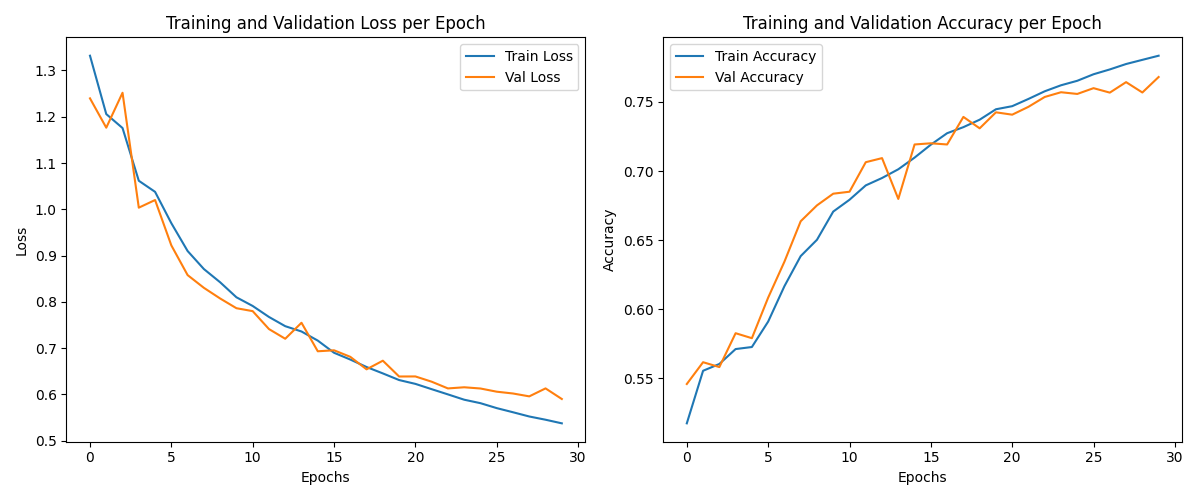 Training and Validation Loss per Epoch
Train Loss
Val Loss
1.3
1.2
1.1
1.0
0.9
0.8
0.7
0.6
0.5
Loss
0 5 10 15 20 25 30
Epochs
Training and Validation Accuracy per Epoch
Train Accuracy
Val Accuracy
0.75
0.70
0.65
0.60
0.55
Accuracy
0 5 10 15 20 25 30
Epochs